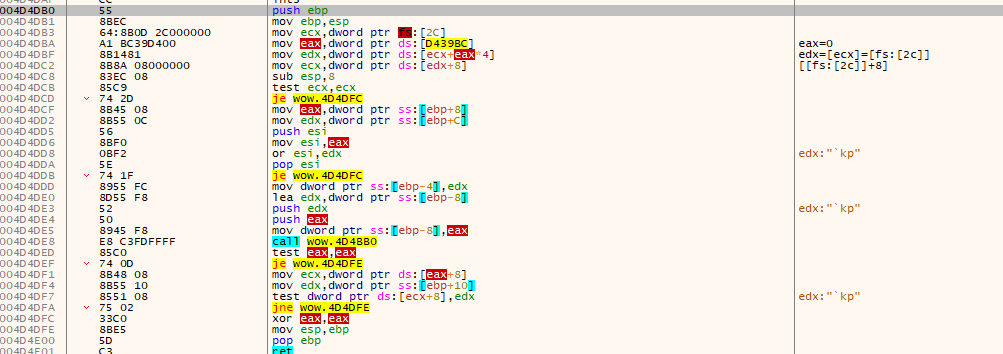 004D4DB0 55 push ebp
004D4DB1 8BEC mov ebp,esp
004D4DB3 64:8B0D 2C000000 mov ecx,dword ptr fs:[2C]
004D4DBA A1 BC39D400 mov eax,dword ptr ds:[D439BC] eax=0
004D4DBF 8B1481 mov edx,dword ptr ds:[ecx+eax*4] edx=[ecx]=[fs:[2c]]
004D4DC2 8B8A 08000000 mov ecx,dword ptr ds:[edx+8] [[fs:[2c]]+8]
004D4DC8 83EC 08 sub esp,8
004D4DCB 85C9 test ecx,ecx
004D4DCD 74 2D je wow.4D4DFC
004D4DCF 8B45 08 mov eax,dword ptr ss:[ebp+8]
004D4DD2 8B55 0C mov edx,dword ptr ss:[ebp+C]
004D4DD5 56 push esi
004D4DD6 8BF0 mov esi,eax
004D4DD8 0BF2 or esi,edx edx:"`kp"
004D4DDA 5E pop esi
004D4DDB 74 1F je wow.4D4DFC
004D4DDD 8955 FC mov dword ptr ss:[ebp-4],edx
004D4DE0 8D55 F8 lea edx,dword ptr ss:[ebp-8]
004D4DE3 52 push edx edx:"`kp"
004D4DE4 50 push eax
004D4DE5 8945 F8 mov dword ptr ss:[ebp-8],eax
004D4DE8 E8 C3FDFFFF call wow.4D4BB0
004D4DED 85C0 test eax,eax
004D4DEF 74 0D je wow.4D4DFE
004D4DF1 8B48 08 mov ecx,dword ptr ds:[eax+8]
004D4DF4 8B55 10 mov edx,dword ptr ss:[ebp+10]
004D4DF7 8551 08 test dword ptr ds:[ecx+8],edx edx:"`kp"
004D4DFA 75 02 jne wow.4D4DFE
004D4DFC 33C0 xor eax,eax
004D4DFE 8BE5 mov esp,ebp
004D4E00 5D pop ebp
004D4E01 C3 ret